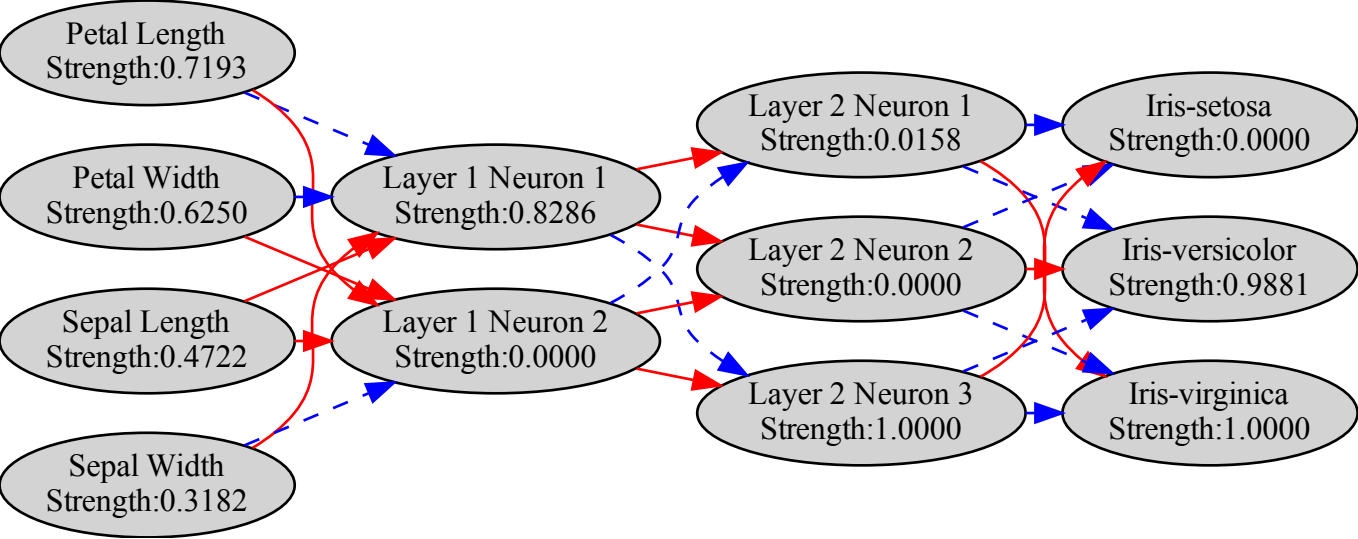 Petal Length
Strength:0.7193
Petal Width
Strength:0.6250
Sepal Length
Strength:0.4722
Sepal Width
Strength:0.3182
Layer 1 Neuron 1
Strength:0.8286
Layer 1 Neuron 2
Strength:0.0000
Layer 2 Neuron 1
Strength:0.0158
Layer 2 Neuron 2
Strength:0.0000
Layer 2 Neuron 3
Strength:1.0000
Iris-setosa
Strength:0.0000
Iris-versicolor
Strength:0.9881
Iris-virginica
Strength:1.0000